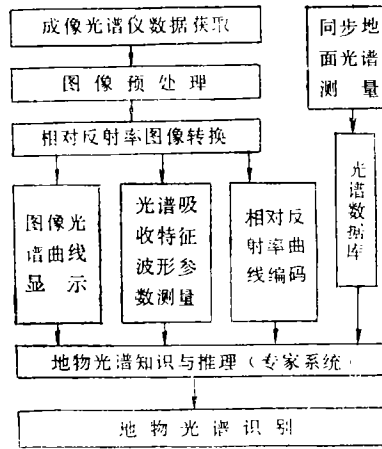 成像光谱仪数据获取
图像预处理
相对反射率图像转换
同步地
面光谱
测量
图像光
谱曲线
显示
光谱吸
收特征
波形参
数测量
相对反
射率曲
线编码
光谱数据库
地物光谱知识与推理（专家系统）
地物光谱识别